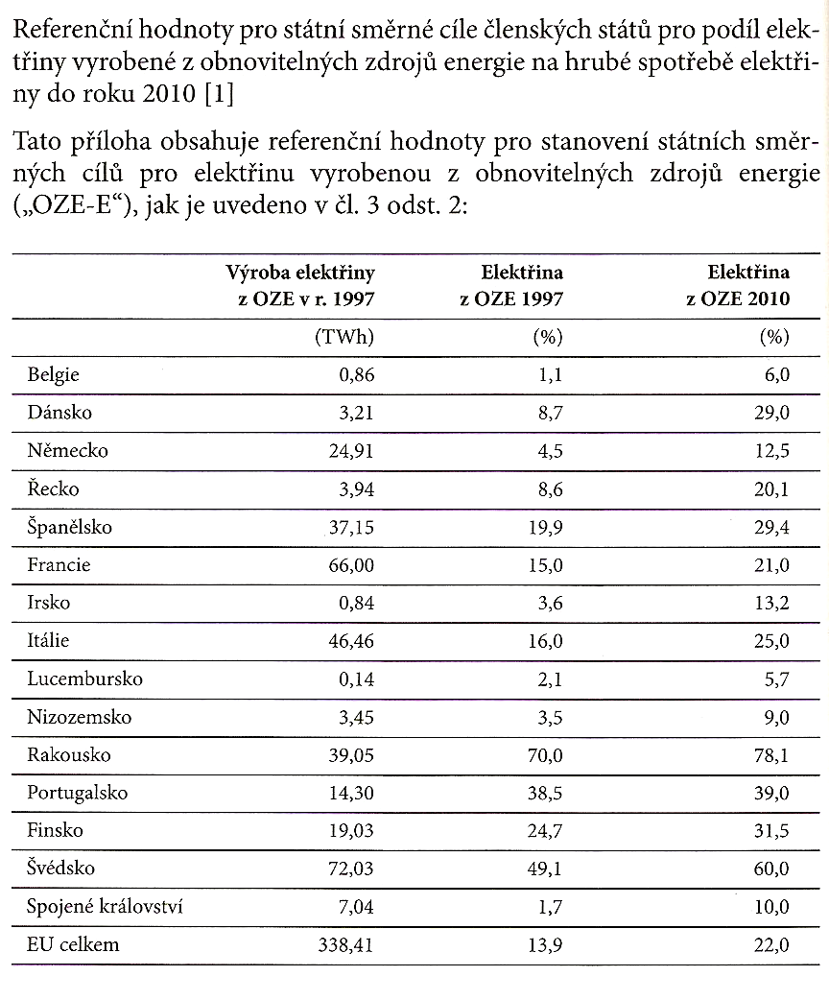 Referenční hodnoty pro státní směrné cíle členských států pro podíl elek-
třiny vyrobené z obnovitelných zdrojů energie na hrubé spotřebě elektři-
ny do roku 2010 [1]
Tato příloha obsahuje referenční hodnoty pro stanovení státních směr-
ných cílů pro elektřinu vyrobenou z obnovitelných zdrojů energie
(„OZE-E“), jak je uvedeno v čl. 3 odst. 2:
Výroba elektřiny Elektřina Elektřina
z OZE v r. 1997 z OZE 1997 z OZE 2010
(TWh) (%) (%)
Belgie 0,86 1,1 6,0
Dánsko 3,21 8,7 29,0
Německo 24,91 4,5 12,5
Řecko 3,94 8,6 20,1
Španělsko 37,15 19,9 29,4
Francie 66,00 15,0 21,0
Irsko 0,84 3,6 13,2
Itálie 46,46 16,0 25,0
Lucembursko 0,14 2,1 5,7
Nizozemsko 3,45 3,5 9,0
Rakousko 39,05 70,0 78,1
Portugalsko 14,30 38,5 39,0
Finsko 19,03 24,7 31,5
Švédsko 72,03 49,1 60,0
Spojené království 7,04 1,7 10,0
EU celkem 338,41 13,9 22,0